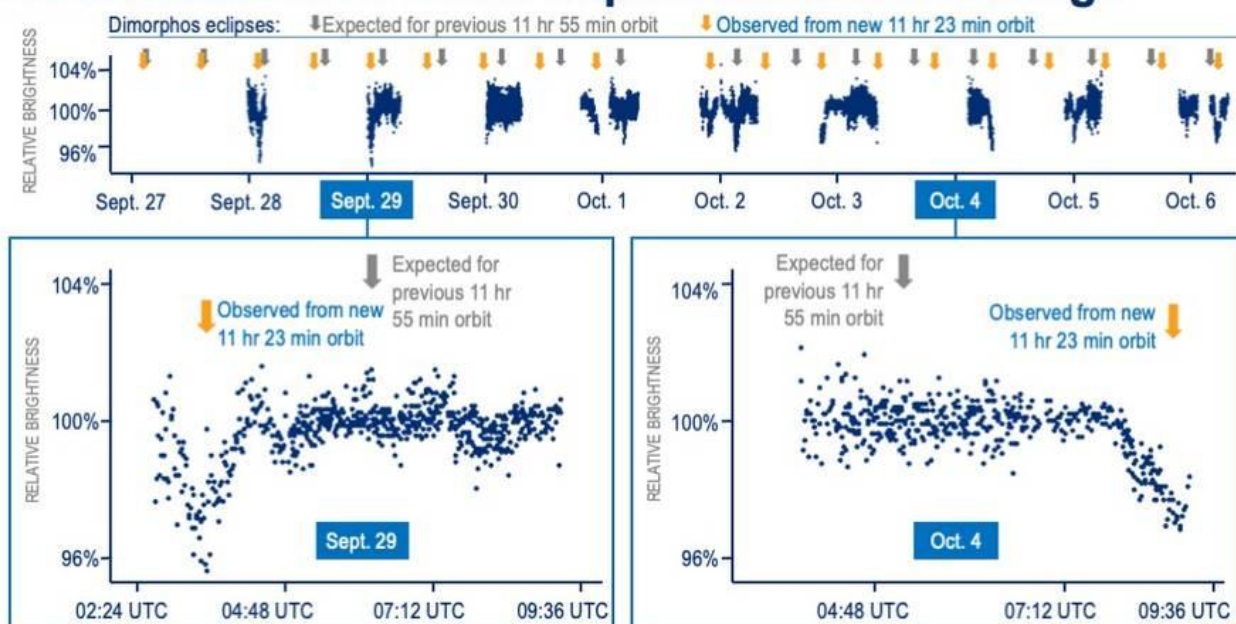 Dimorphos eclipses: Expected for previous 11 hr 55 min orbit Observed from new 11 hr 23 min orbit
RELATIVE BRIGHTNESS
104%
100%
96%
Sept. 27 Sept. 28 Sept. 29 Sept. 30 Oct. 1 Oct. 2 Oct. 3 Oct. 4 Oct. 5 Oct. 6
RELATIVE BRIGHTNESS
104%
100%
96%
Expected for
previous 11 hr
55 min orbit
Observed from new
11 hr 23 min orbit
Sept. 29
02:24 UTC 04:48 UTC 07:12 UTC 09:36 UTC
RELATIVE BRIGHTNESS
104%
100%
96%
Expected for
previous 11 hr
55 min orbit
Observed from new
11 hr 23 min orbit
Oct. 4
04:48 UTC 07:12 UTC 09:36 UTC